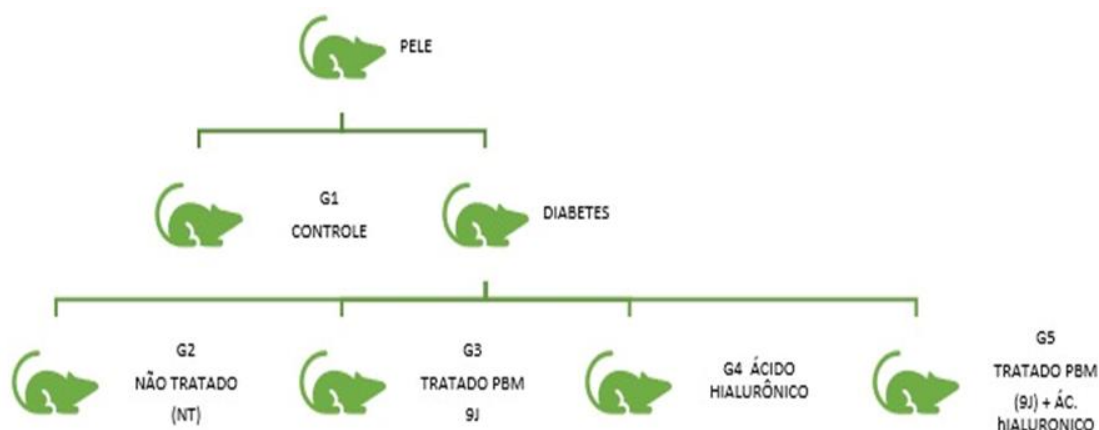 PELE
G1
CONTROLE
DIABETES
G2
NÃO TRATADO
(NT)
G3
TRATADO PBM
9J
G4 ÁCIDO
HIALURÔNICO
G5
TRATADO PBM
(9J) + ÁC.
hIALURONICO